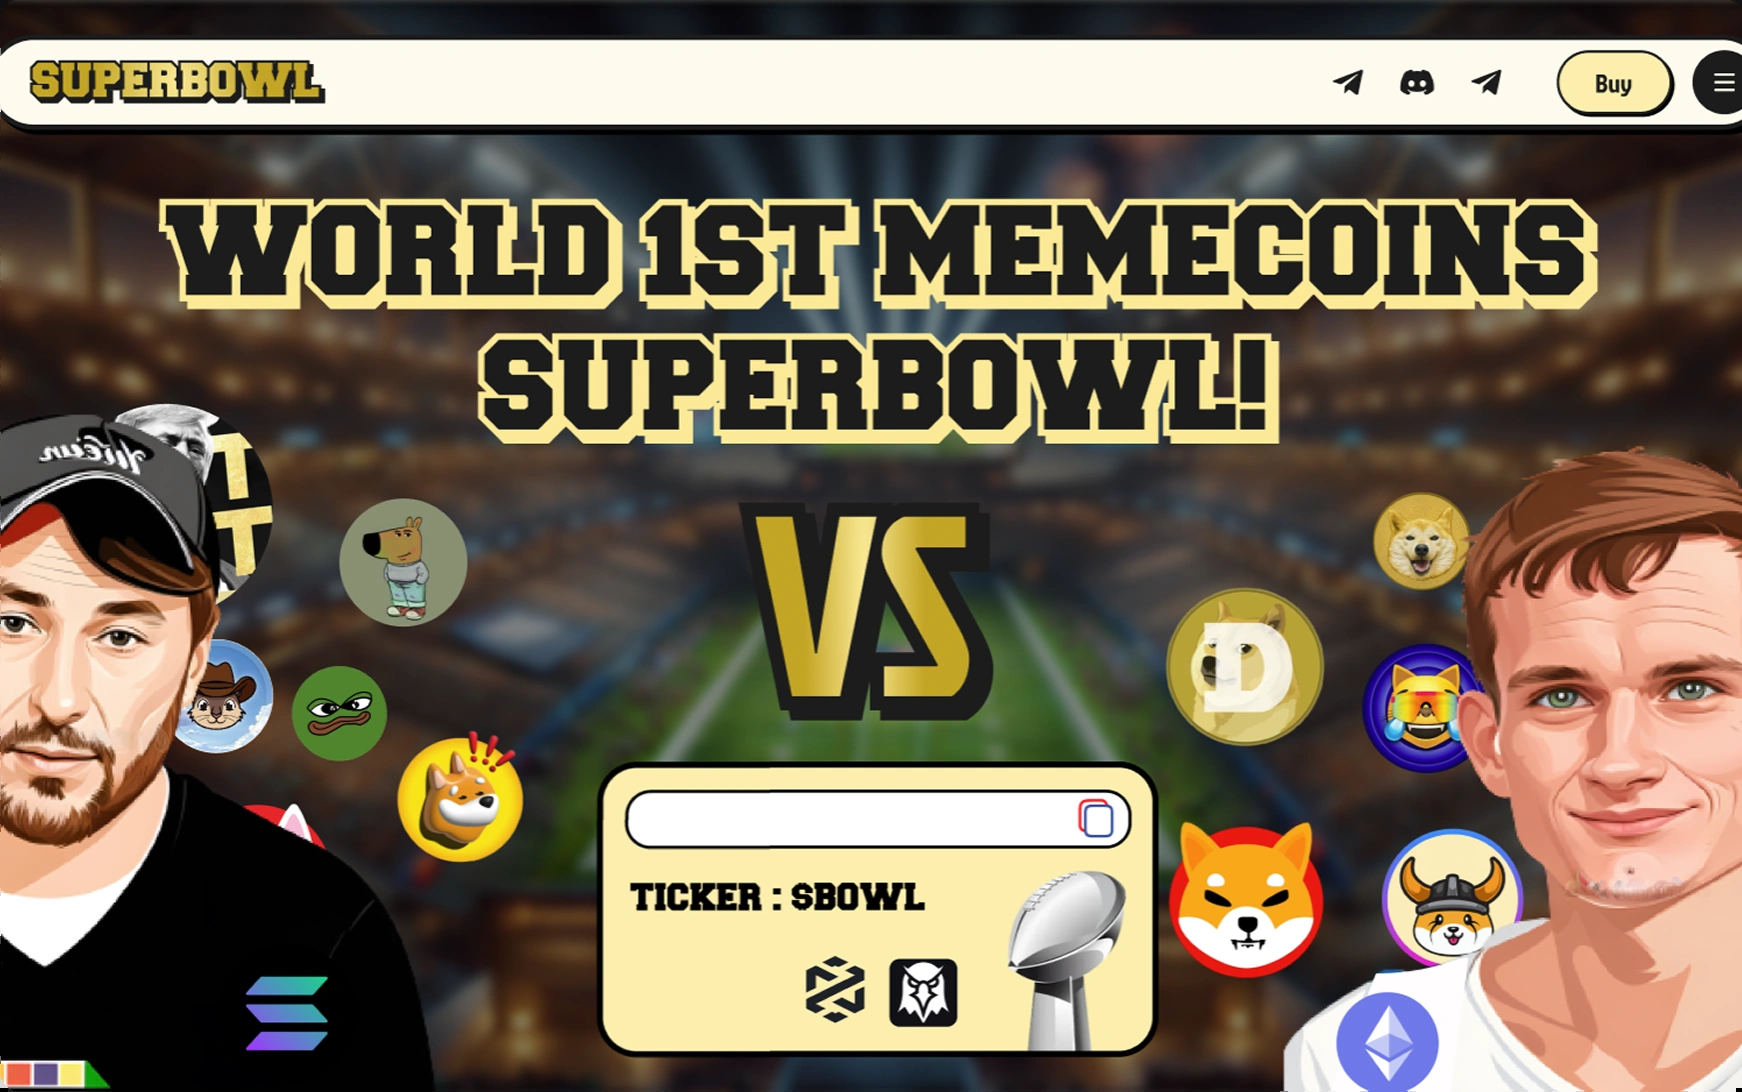 SUPERBOWL
Buy
WORLD 1ST MEMECOINS
SUPERBOWL!
T
T
VS
D
TICKER : $BOWL